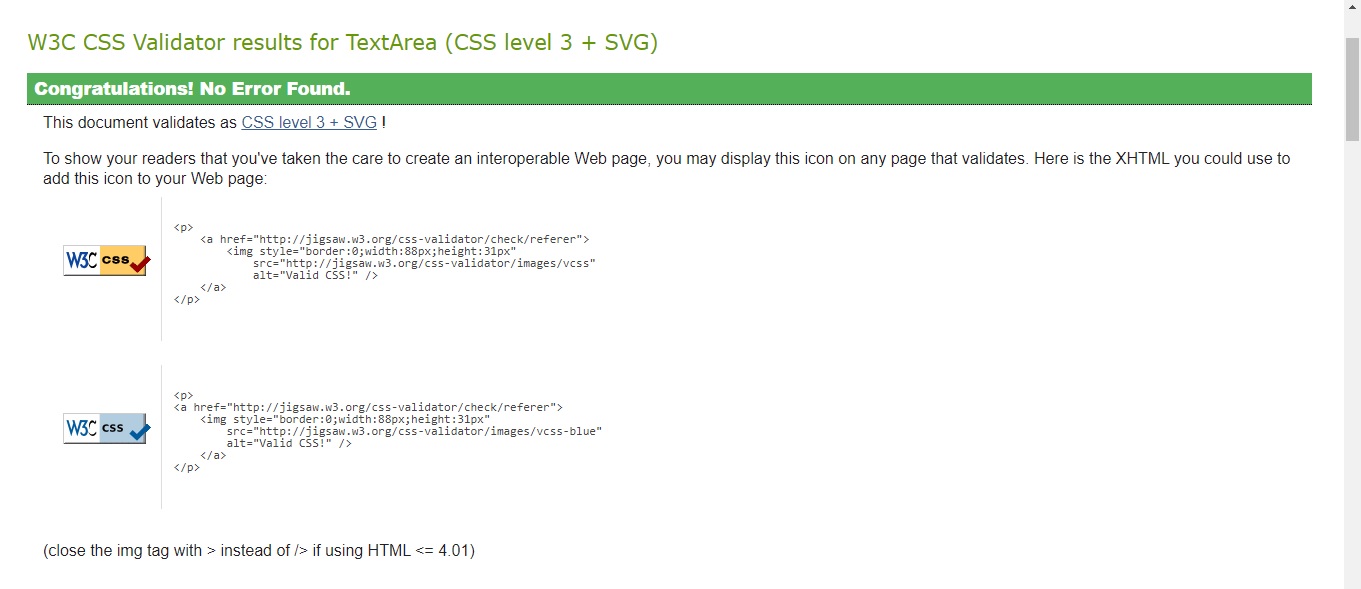 W3C CSS Validator results for TextArea (CSS level 3 + SVG)
Congratulations! No Error Found.
This document validates as CSS level 3 + SVG !
To show your readers that you've taken the care to create an interoperable Web page, you may display this icon on any page that validates. Here is the XHTML you could use to
add this icon to your Web page:
W3C css
<p>
    <a href="http://jigsaw.w3.org/css-validator/check/referer">
        <img style="border:0;width:88px;height:31px"
            src="http://jigsaw.w3.org/css-validator/images/vcss"
            alt="Valid CSS!" />
    </a>
</p>
W3C css
<p>
<a href="http://jigsaw.w3.org/css-validator/check/referer">
    <img style="border:0;width:88px;height:31px"
        src="http://jigsaw.w3.org/css-validator/images/vcss-blue"
        alt="Valid CSS!" />
    </a>
</p>
(close the img tag with > instead of /> if using HTML <= 4.01)